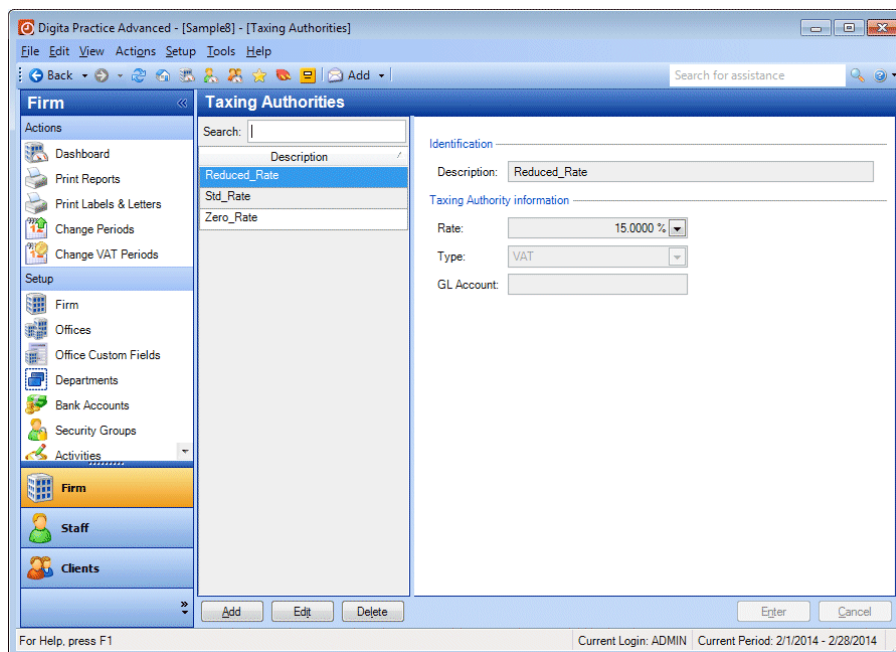 Digita Practice Advanced - [Sample8] - [Taxing Authorities]
File Edit View Actions Setup Tools Help
Back Add Search for assistance
Firm «
Taxing Authorities
Actions
Dashboard
Print Reports
Print Labels & Letters
Change Periods
Change VAT Periods
Setup
Firm
Offices
Office Custom Fields
Departments
Bank Accounts
Security Groups
Activities
Firm
Staff
Clients
»
Search:
Description
Reduced_Rate
Std_Rate
Zero_Rate
Identification
Description: Reduced_Rate
Taxing Authority information
Rate: 15.0000 %
Type: VAT
GL Account:
Add Edit Delete Enter Cancel
For Help, press F1 Current Login: ADMIN Current Period: 2/1/2014 - 2/28/2014